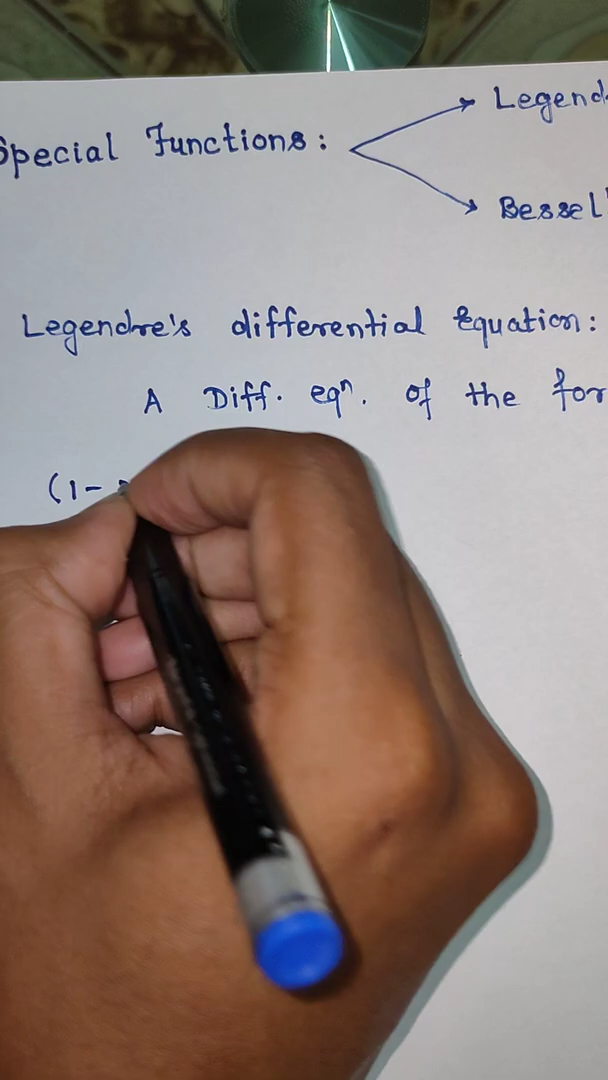 Special Functions:
Legend
Bessel'
Legendre's differential Equation:
A Diff. eqⁿ. of the for
(1-